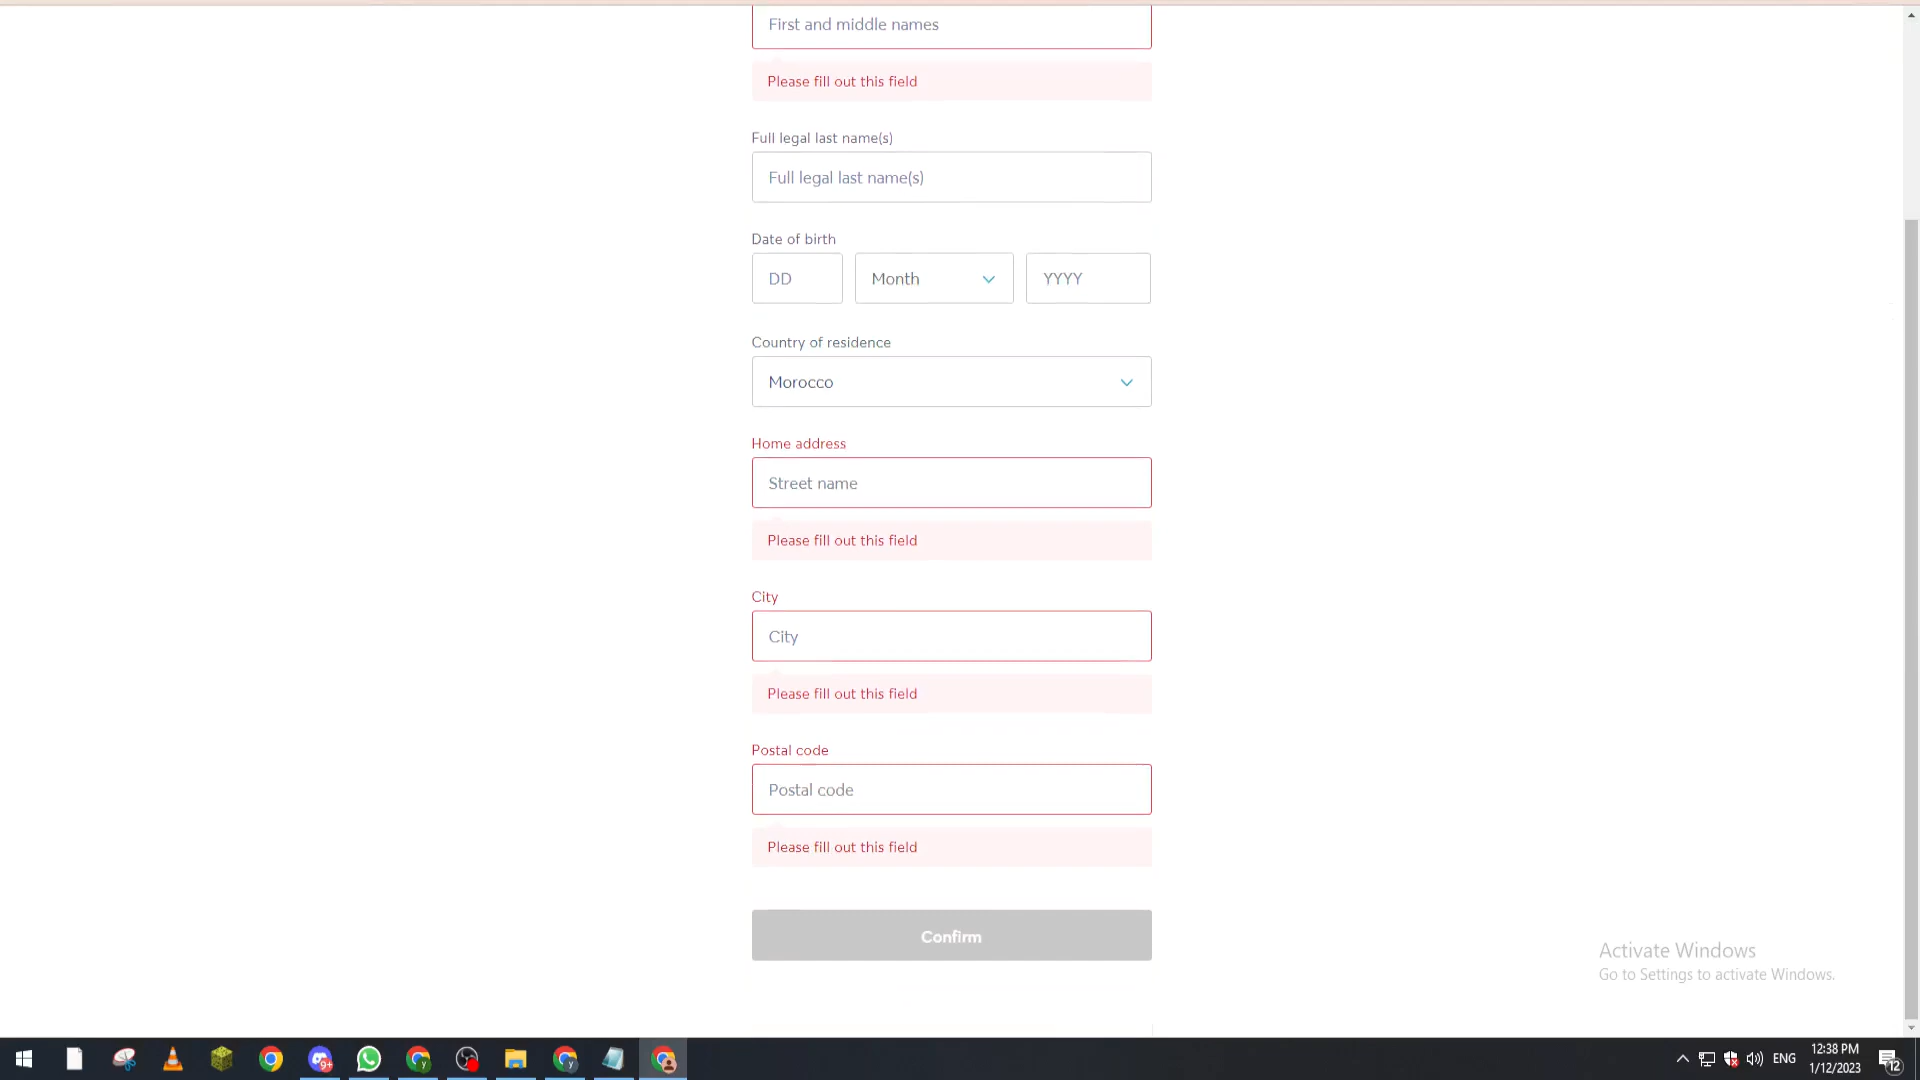 First and middle names
Please fill out this field
Full legal last name(s)
Full legal last name(s)
Date of birth
DD Month YYYY
Country of residence
Morocco
Home address
Street name
Please fill out this field
City
City
Please fill out this field
Postal code
Postal code
Please fill out this field
Confirm
Activate Windows
Go to Settings to activate Windows.
9+
y
y
ENG
12:38 PM
1/12/2023
12